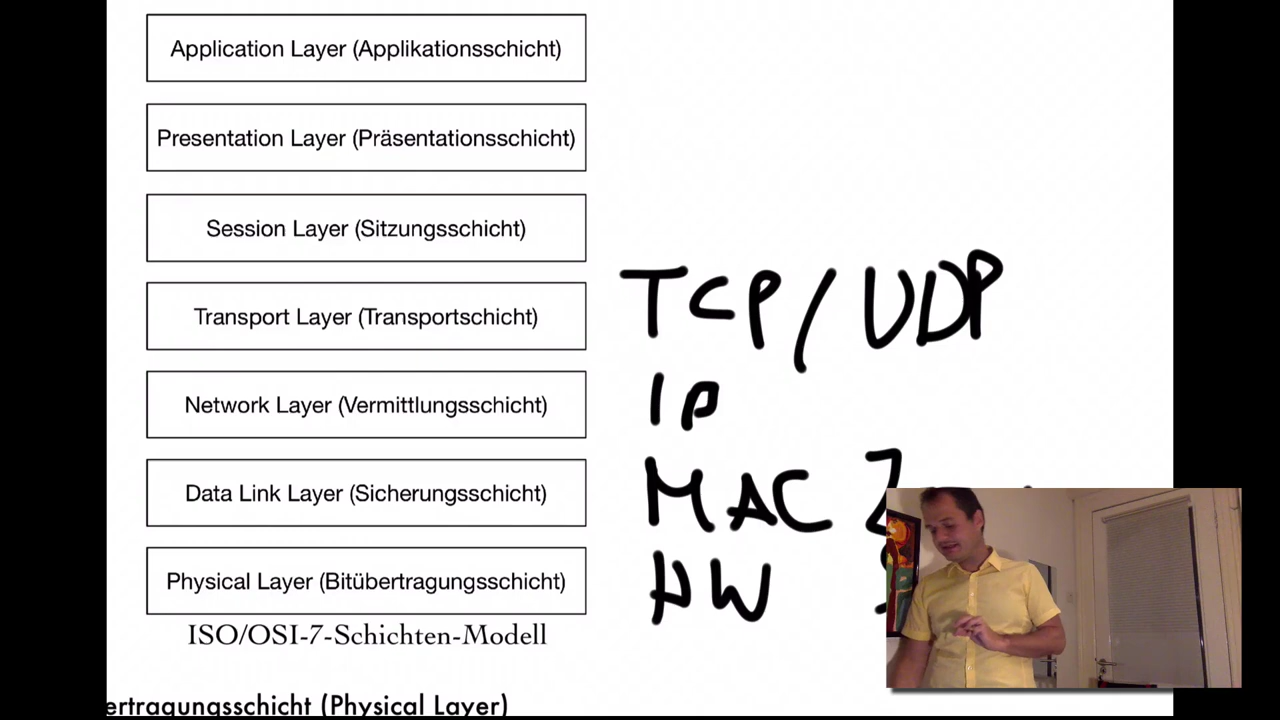 Application Layer (Applikationsschicht)
Presentation Layer (Präsentationsschicht)
Session Layer (Sitzungsschicht)
Transport Layer (Transportschicht)
TCP/UDP
Network Layer (Vermittlungsschicht)
IP
Data Link Layer (Sicherungsschicht)
MAC
Physical Layer (Bitübertragungsschicht)
HW
ISO/OSI-7-Schichten-Modell
ertragungsschicht (Physical Layer)